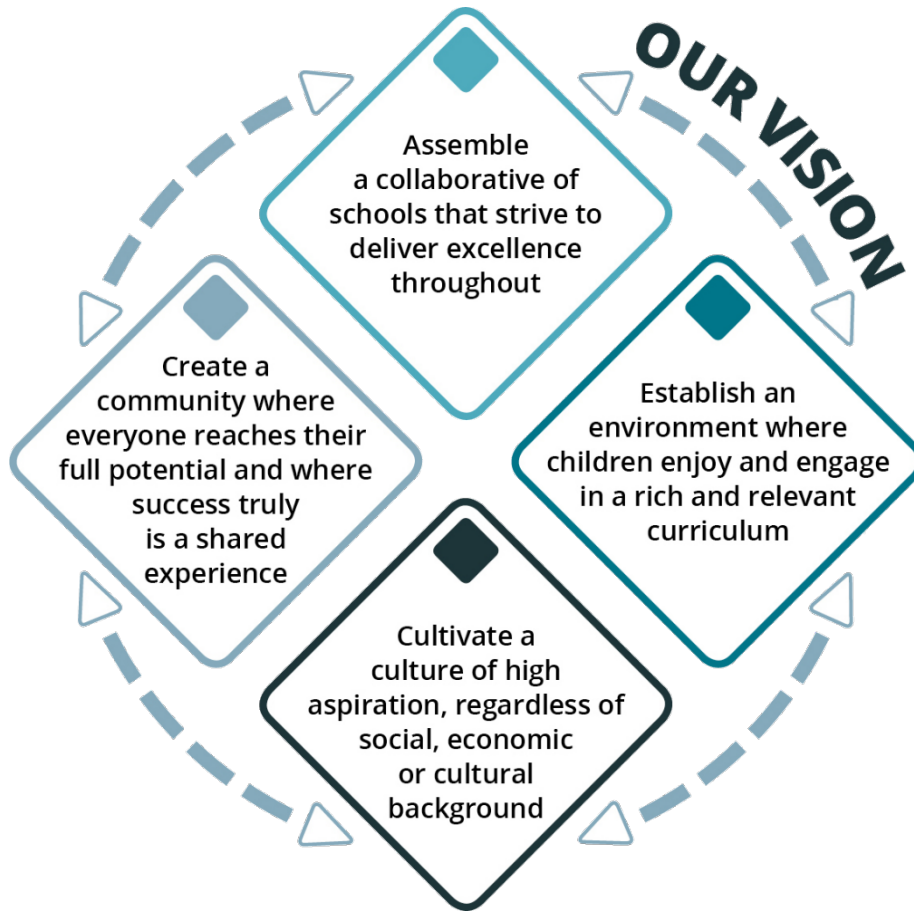 OUR VISION
Assemble
a collaborative of
schools that strive to
deliver excellence
throughout
Create a
community where
everyone reaches their
full potential and where
success truly
is a shared
experience
Establish an
environment where
children enjoy and engage
in a rich and relevant
curriculum
Cultivate a
culture of high
aspiration, regardless of
social, economic
or cultural
background